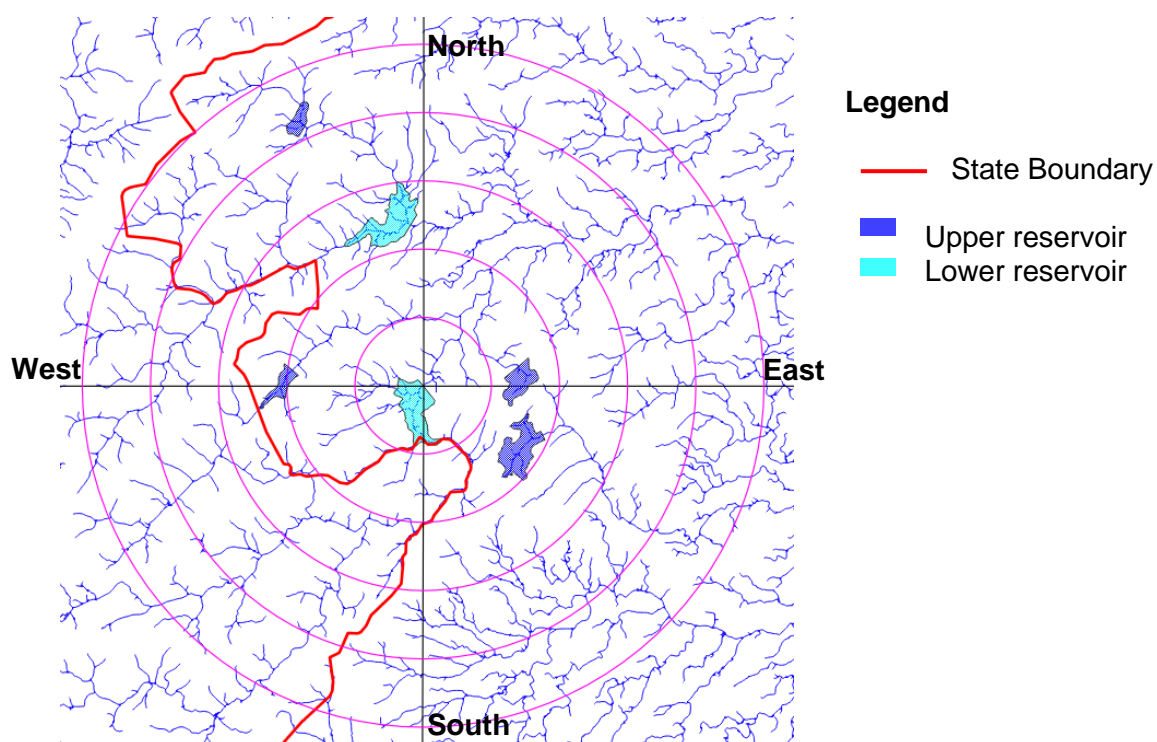 North
Legend
State Boundary
Upper reservoir
Lower reservoir
West
East
South